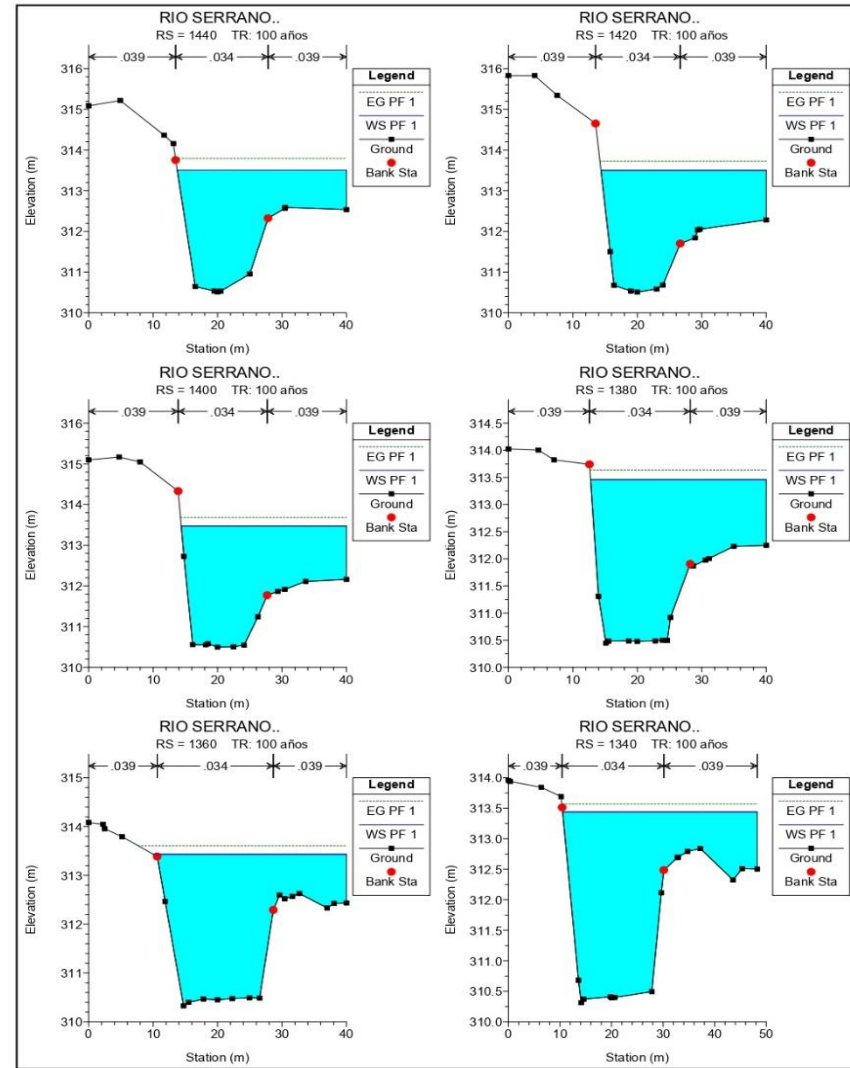 RIO SERRANO..
RS = 1440 TR: 100 años
.039 .034 .039
Legend
EG PF 1
WS PF 1
Ground
Bank Sta
316
315
314
313
312
311
310
Elevation (m)
0 10 20 30 40
Station (m)
RIO SERRANO..
RS = 1420 TR: 100 años
.039 .034 .039
Legend
EG PF 1
WS PF 1
Ground
Bank Sta
316
315
314
313
312
311
310
Elevation (m)
0 10 20 30 40
Station (m)
RIO SERRANO..
RS = 1400 TR: 100 años
.039 .034 .039
Legend
EG PF 1
WS PF 1
Ground
Bank Sta
316
315
314
313
312
311
310
Elevation (m)
0 10 20 30 40
Station (m)
RIO SERRANO..
RS = 1380 TR: 100 años
.039 .034 .039
Legend
EG PF 1
WS PF 1
Ground
Bank Sta
314.5
314.0
313.5
313.0
312.5
312.0
311.5
311.0
310.5
310.0
Elevation (m)
0 10 20 30 40
Station (m)
RIO SERRANO..
RS = 1360 TR: 100 años
.039 .034 .039
Legend
EG PF 1
WS PF 1
Ground
Bank Sta
315
314
313
312
311
310
Elevation (m)
0 10 20 30 40
Station (m)
RIO SERRANO..
RS = 1340 TR: 100 años
.039 .034 .039
Legend
EG PF 1
WS PF 1
Ground
Bank Sta
314.0
313.5
313.0
312.5
312.0
311.5
311.0
310.5
310.0
Elevation (m)
0 10 20 30 40 50
Station (m)